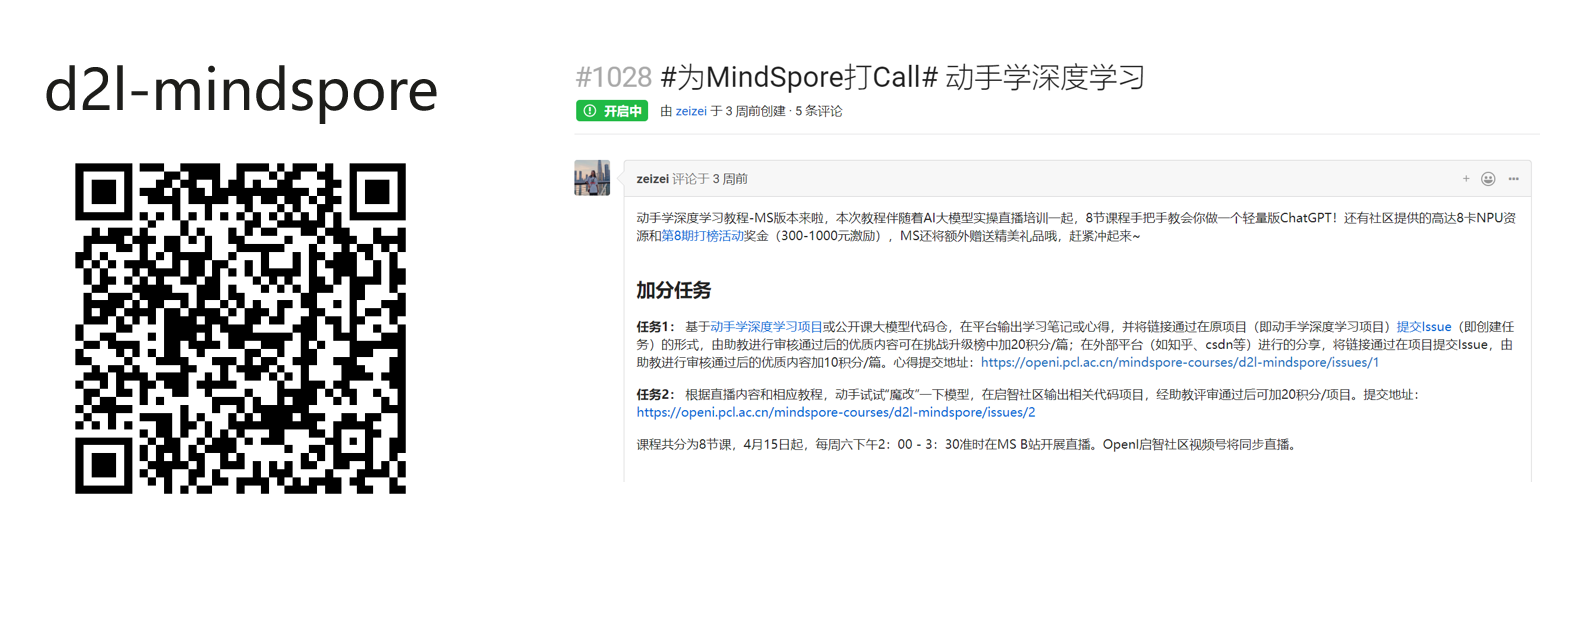 d2l-mindspore
#1028 #为MindSpore打Call# 动手学深度学习
开启中 由 zeizei 于 3 周前创建 · 5 条评论
zeizei 评论于 3 周前
动手学深度学习教程-MS版本来啦，本次教程伴随着AI大模型实操直播培训一起，8节课程手把手教会你做一个轻量版ChatGPT！还有社区提供的高达8卡NPU资
源和第8期打榜活动奖金（300-1000元激励），MS还将额外赠送精美礼品哦，赶紧冲起来~
加分任务
任务1： 基于动手学深度学习项目或公开课大模型代码仓，在平台输出学习笔记或心得，并将链接通过在原项目（即动手学深度学习项目）提交Issue（即创建任
务）的形式，由助教进行审核通过后的优质内容可在挑战升级榜中加20积分/篇；在外部平台（如知乎、csdn等）进行的分享，将链接通过在项目提交Issue，由
助教进行审核通过后的优质内容加10积分/篇。心得提交地址：https://openi.pcl.ac.cn/mindspore-courses/d2l-mindspore/issues/1
任务2： 根据直播内容和相应教程，动手试试“魔改”一下模型，在启智社区输出相关代码项目，经助教评审通过后可加20积分/项目。提交地址：
https://openi.pcl.ac.cn/mindspore-courses/d2l-mindspore/issues/2
课程共分为8节课，4月15日起，每周六下午2：00 - 3：30准时在MS B站开展直播。OpenI启智社区视频号将同步直播。